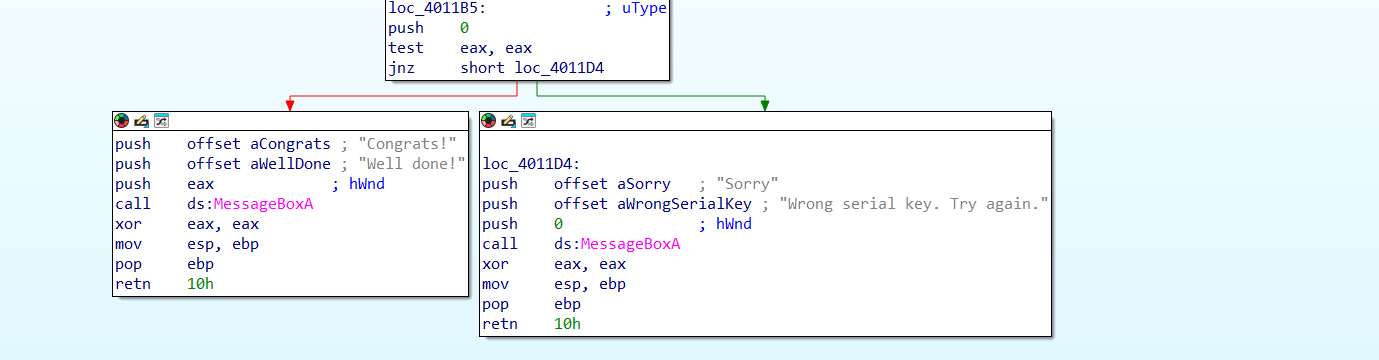 loc_4011B5: ; uType
push 0
test eax, eax
jnz short loc_4011D4
push offset aCongrats ; "Congrats!"
push offset aWellDone ; "Well done!"
push eax ; hWnd
call ds:MessageBoxA
xor eax, eax
mov esp, ebp
pop ebp
retn 10h
loc_4011D4:
push offset aSorry ; "Sorry"
push offset aWrongSerialKey ; "Wrong serial key. Try again."
push 0 ; hWnd
call ds:MessageBoxA
xor eax, eax
mov esp, ebp
pop ebp
retn 10h